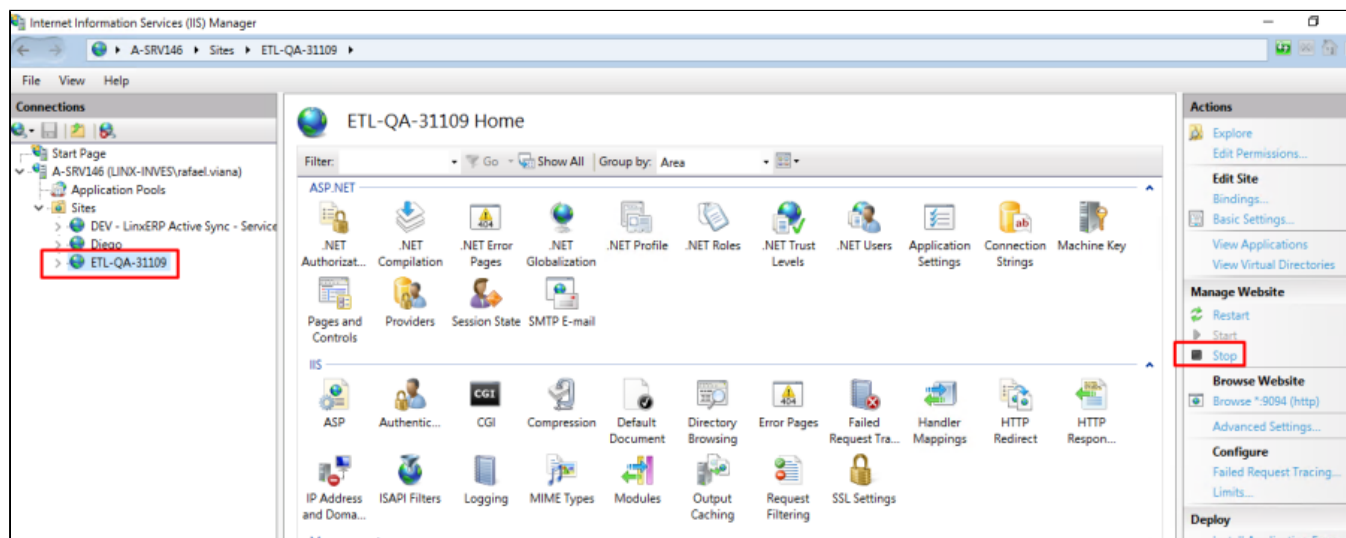 Internet Information Services (IIS) Manager
A-SRV146 Sites ETL-QA-31109
File View Help
Connections
Start Page
A-SRV146 (LINX-INVES\rafael.viana)
Application Pools
Sites
DEV - LinxERP Active Sync - Service
Diego
ETL-QA-31109
ETL-QA-31109 Home
Filter: Go Show All Group by: Area
ASP.NET
.NET Authorizat...
.NET Compilation
.NET Error Pages
.NET Globalization
.NET Profile
.NET Roles
.NET Trust Levels
.NET Users
Application Settings
Connection Strings
Machine Key
Pages and Controls
Providers
Session State
SMTP E-mail
IIS
ASP
Authentic...
CGI
Compression
Default Document
Directory Browsing
Error Pages
Failed Request Tra...
Handler Mappings
HTTP Redirect
HTTP Respon...
IP Address and Doma...
ISAPI Filters
Logging
MIME Types
Modules
Output Caching
Request Filtering
SSL Settings
Actions
Explore
Edit Permissions...
Edit Site
Bindings...
Basic Settings...
View Applications
View Virtual Directories
Manage Website
Restart
Start
Stop
Browse Website
Browse *:9094 (http)
Advanced Settings...
Configure
Failed Request Tracing...
Limits...
Deploy